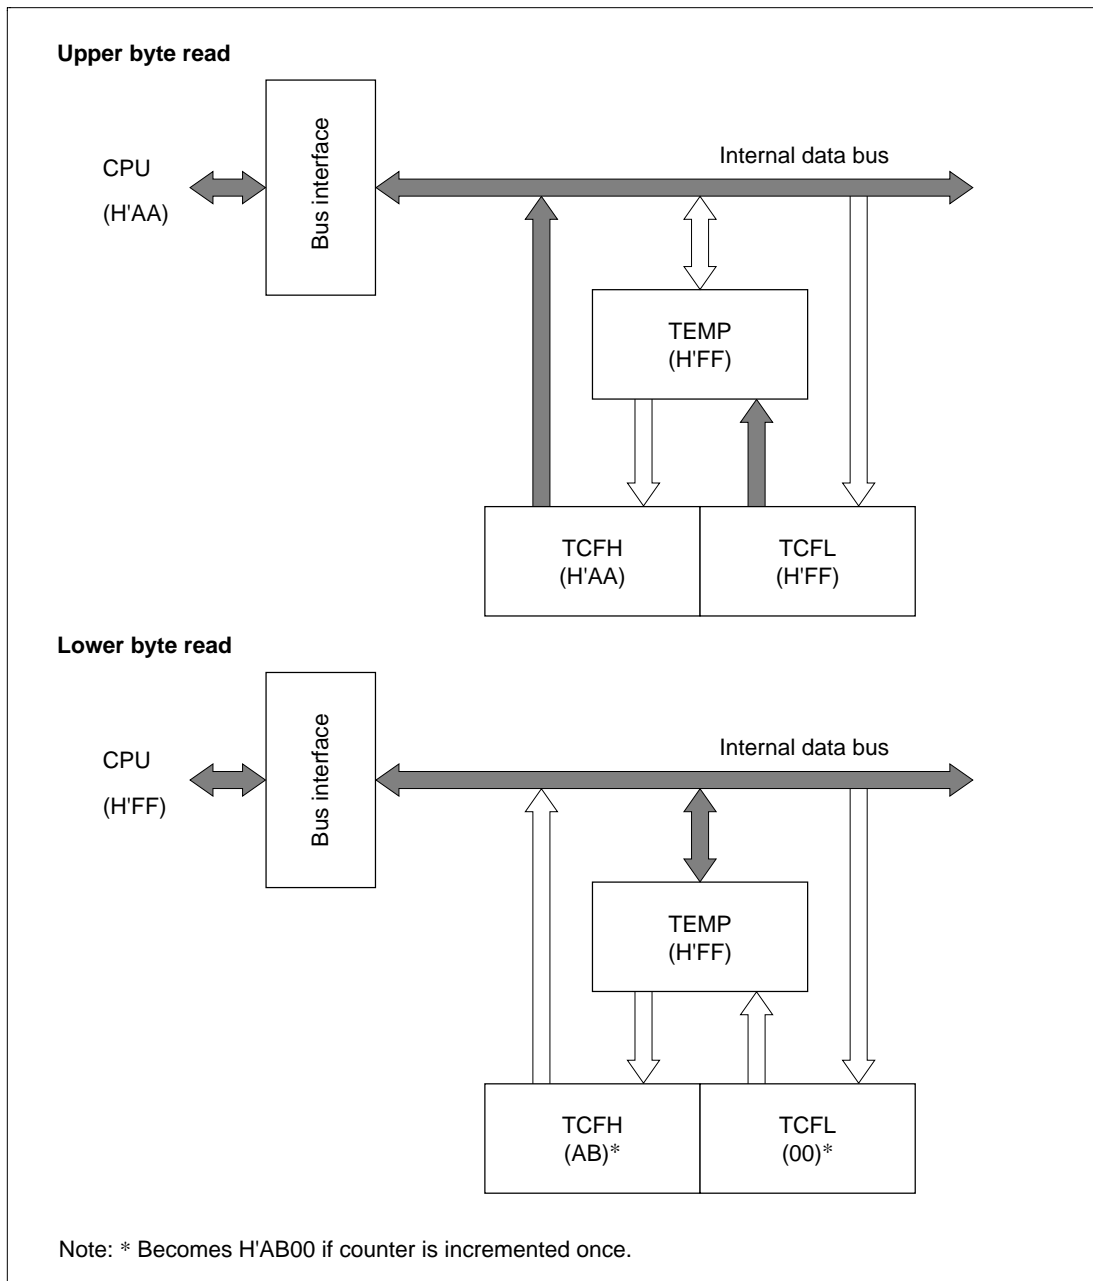 Upper byte read
CPU
(H'AA)
Bus interface
Internal data bus
TEMP
(H'FF)
TCFH
(H'AA)
TCFL
(H'FF)
Lower byte read
CPU
(H'FF)
Bus interface
Internal data bus
TEMP
(H'FF)
TCFH
(AB)*
TCFL
(00)*
Note: * Becomes H'AB00 if counter is incremented once.